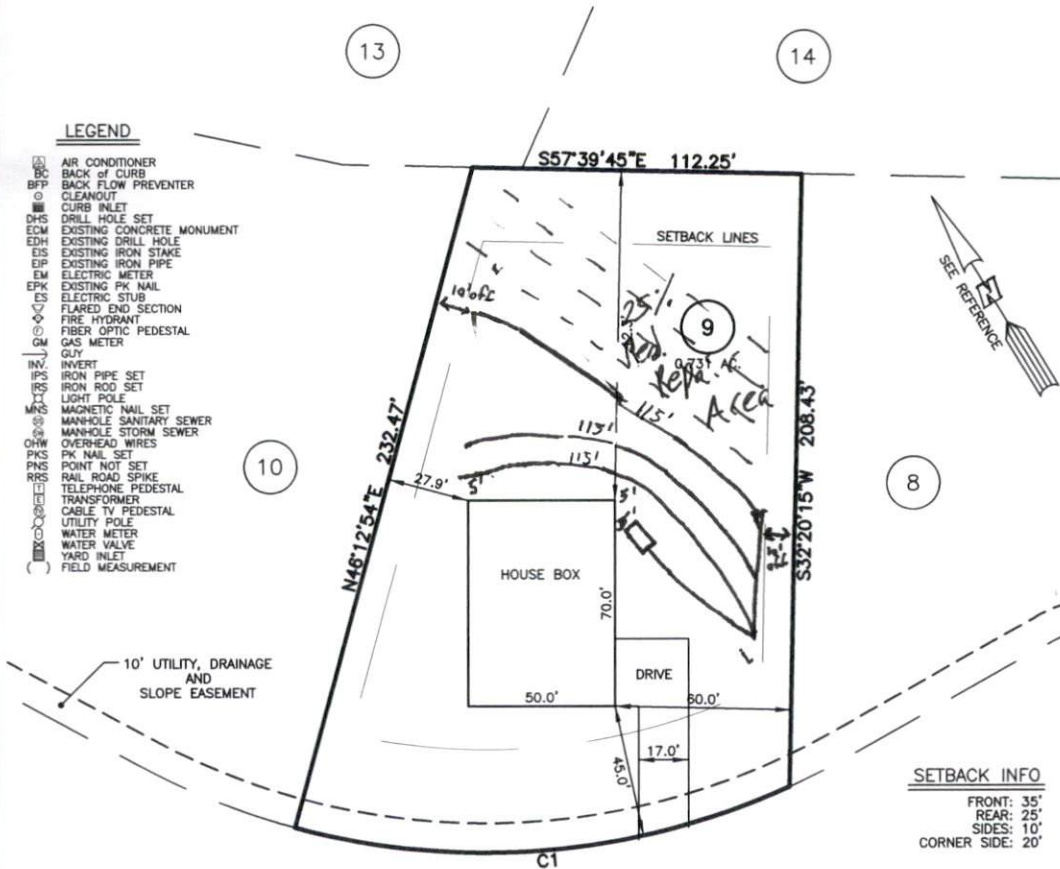 13
14
LEGEND
AIR CONDITIONER
BC BACK of CURB
BFP BACK FLOW PREVENTER
CLEANOUT
CURB INLET
DHS DRILL HOLE SET
ECM EXISTING CONCRETE MONUMENT
EDH EXISTING DRILL HOLE
EIS EXISTING IRON STAKE
EIP EXISTING IRON PIPE
EM ELECTRIC METER
EPK EXISTING PK NAIL
ES ELECTRIC STUB
FLARED END SECTION
FIRE HYDRANT
FIBER OPTIC PEDESTAL
GM GAS METER
GUY
INV. INVERT
IPS IRON PIPE SET
IRS IRON ROD SET
LIGHT POLE
MNS MAGNETIC NAIL SET
MANHOLE SANITARY SEWER
MANHOLE STORM SEWER
OHW OVERHEAD WIRES
PKS PK NAIL SET
PNS POINT NOT SET
RRS RAIL ROAD SPIKE
T TELEPHONE PEDESTAL
E TRANSFORMER
CABLE TV PEDESTAL
UTILITY POLE
WATER METER
WATER VALVE
YARD INLET
( ) FIELD MEASUREMENT
S57°39'45"E 112.25'
SETBACK LINES
SEE REFERENCE
10' off
25%
Red.
Repa.
Area
9
115'
115'
115'
N46°12'54"E 232.47'
S32°20'15"W 208.43'
10
8
27.9'
5'
5'
HOUSE BOX
70.0'
10' UTILITY, DRAINAGE
AND
SLOPE EASEMENT
DRIVE
50.0'
60.0'
17.0'
45.0'
C1
SETBACK INFO
FRONT: 35'
REAR: 25'
SIDES: 10'
CORNER SIDE: 20'